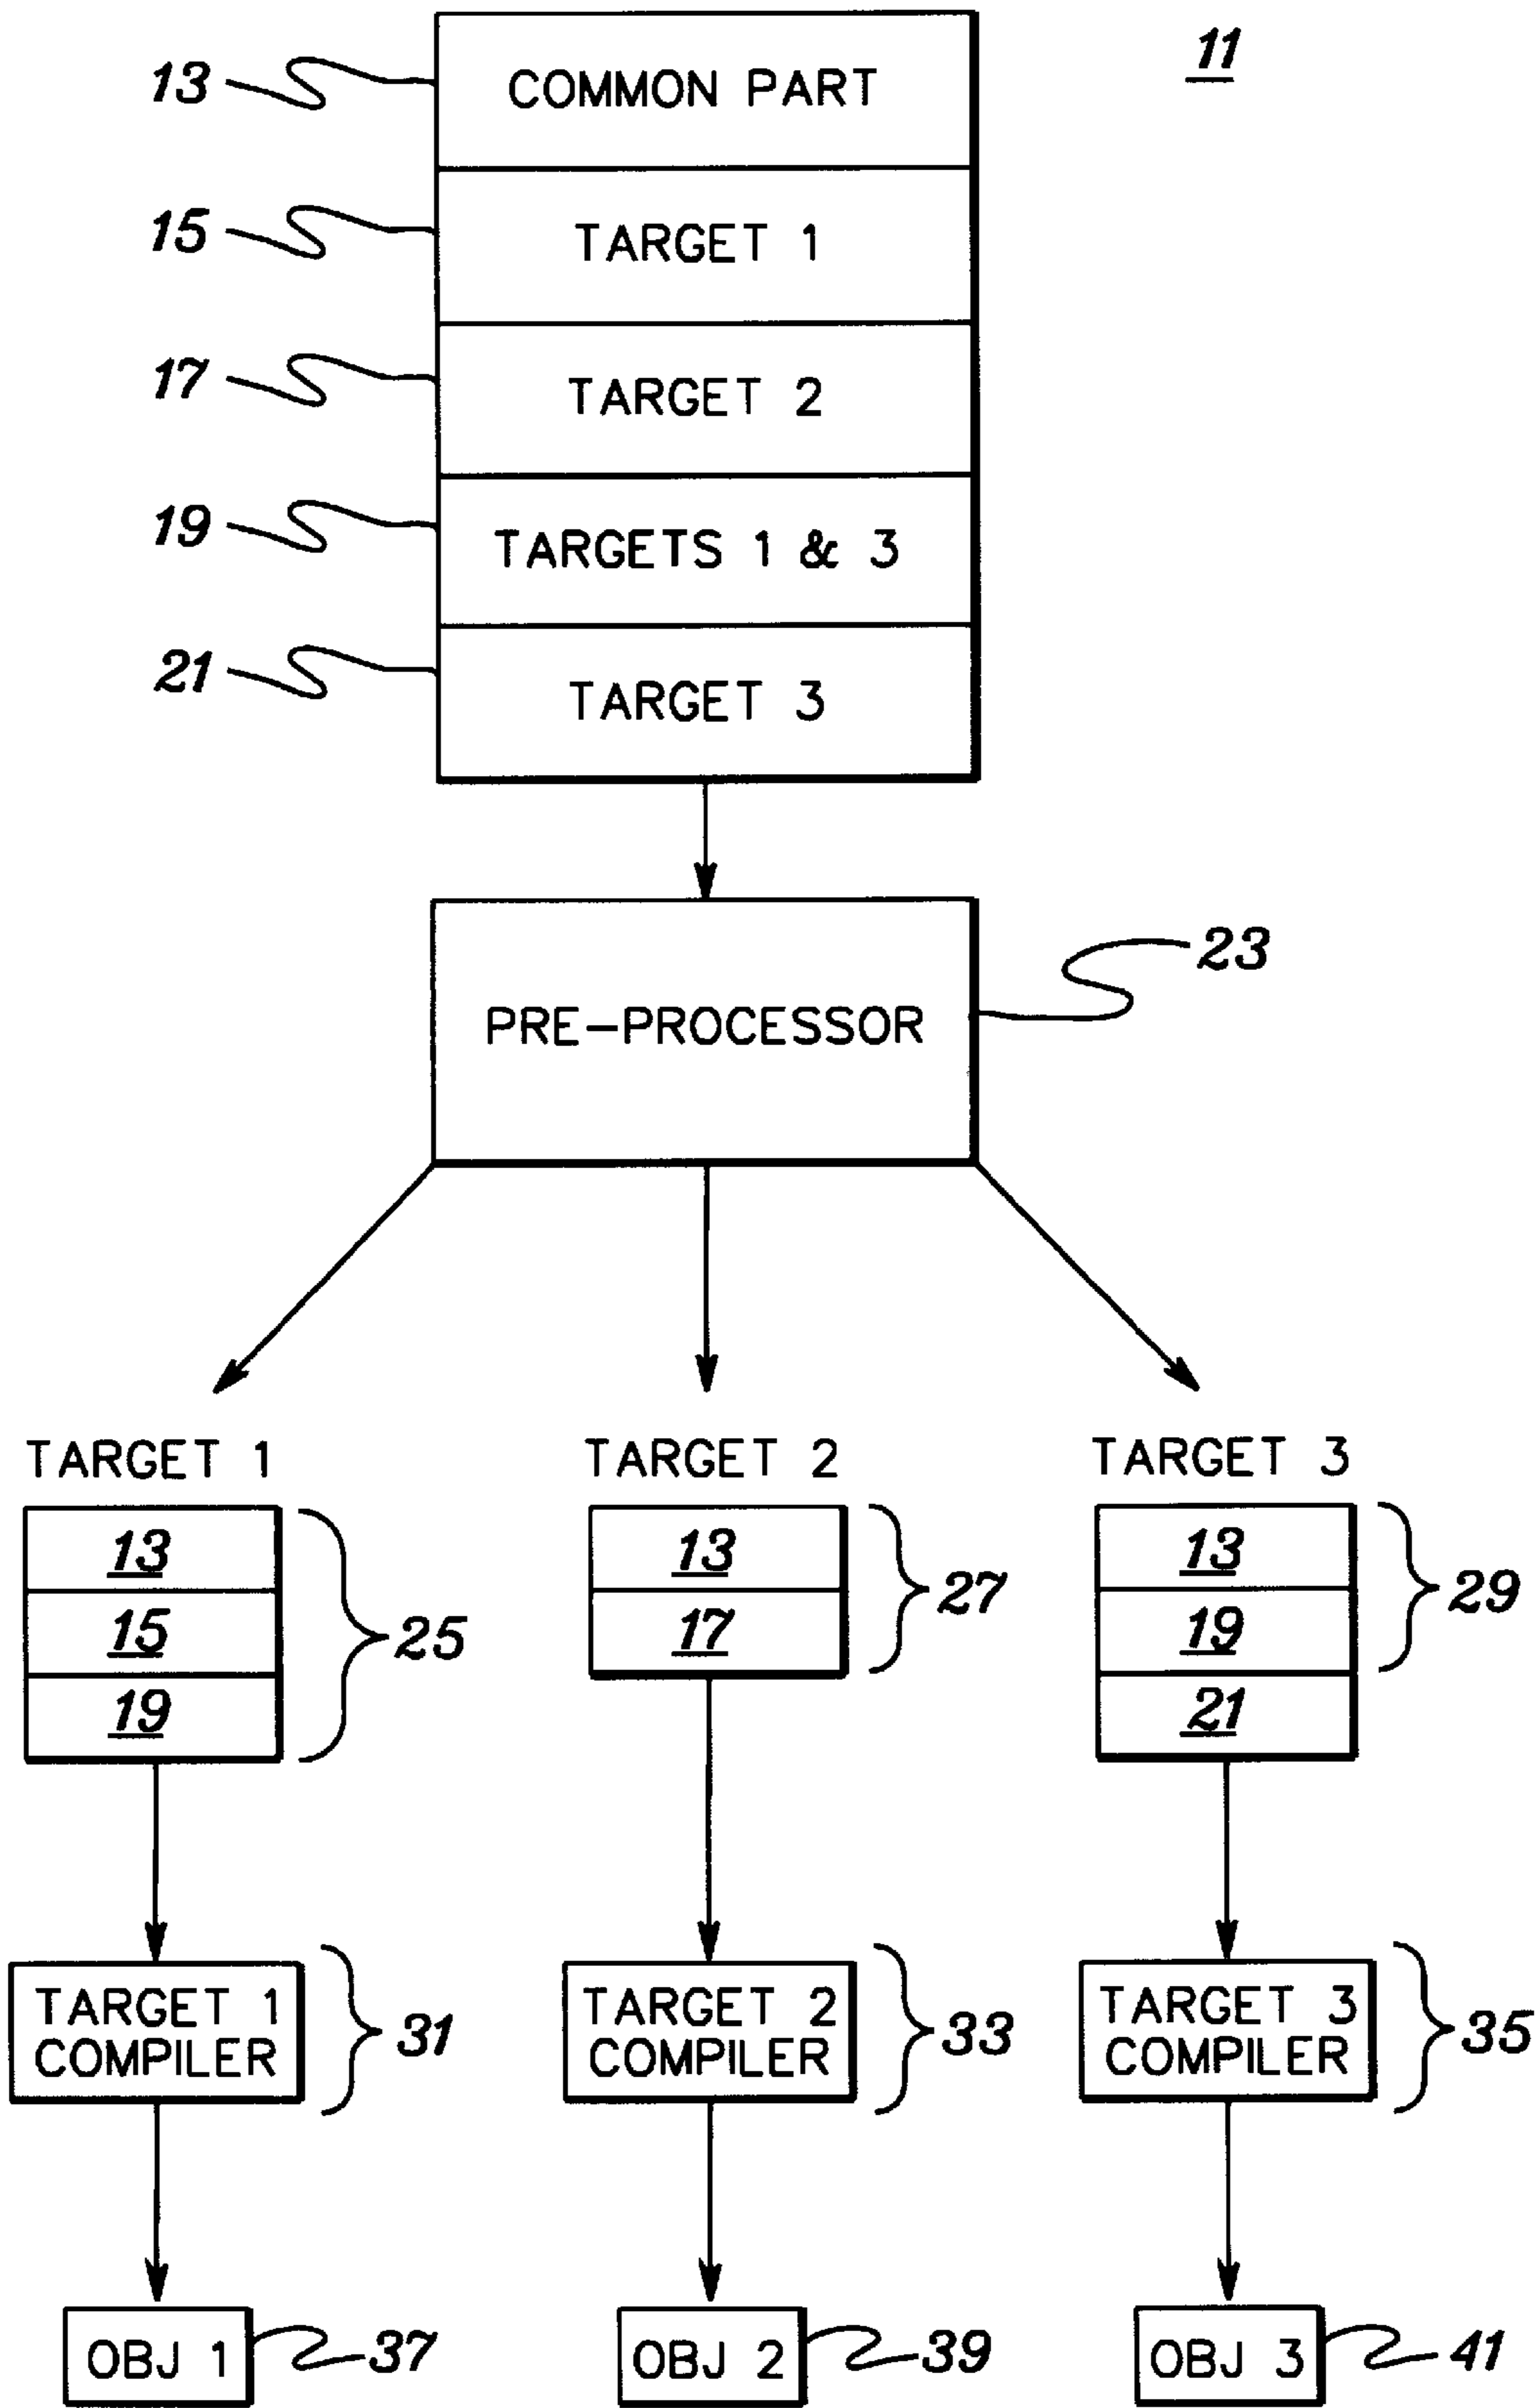 11
13 COMMON PART
15 TARGET 1
17 TARGET 2
19 TARGETS 1 & 3
21 TARGET 3
PRE-PROCESSOR 23
TARGET 1 TARGET 2 TARGET 3
13 13 13
15 17 19
19 21
25 27 29
TARGET 1 TARGET 2 TARGET 3
COMPILER COMPILER COMPILER
31 33 35
OBJ 1 37 OBJ 2 39 OBJ 3 41